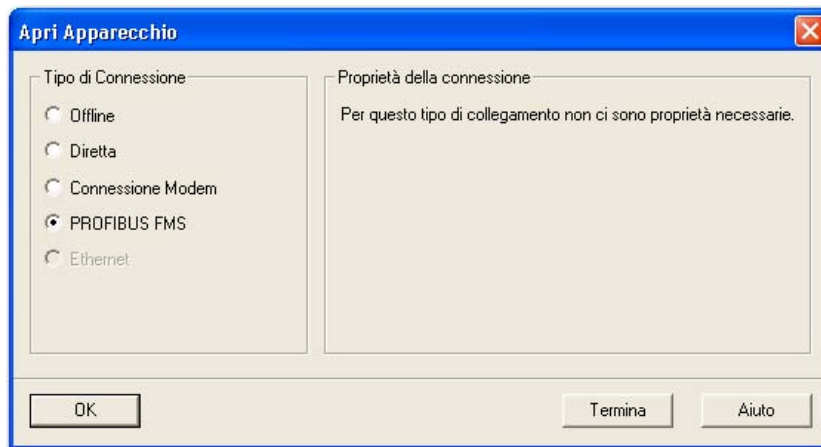 Apri Apparecchio
Tipo di Connessione
Offline
Diretta
Connessione Modem
PROFIBUS FMS
Ethernet
Proprietà della connessione
Per questo tipo di collegamento non ci sono proprietà necessarie.
OK
Termina
Aiuto